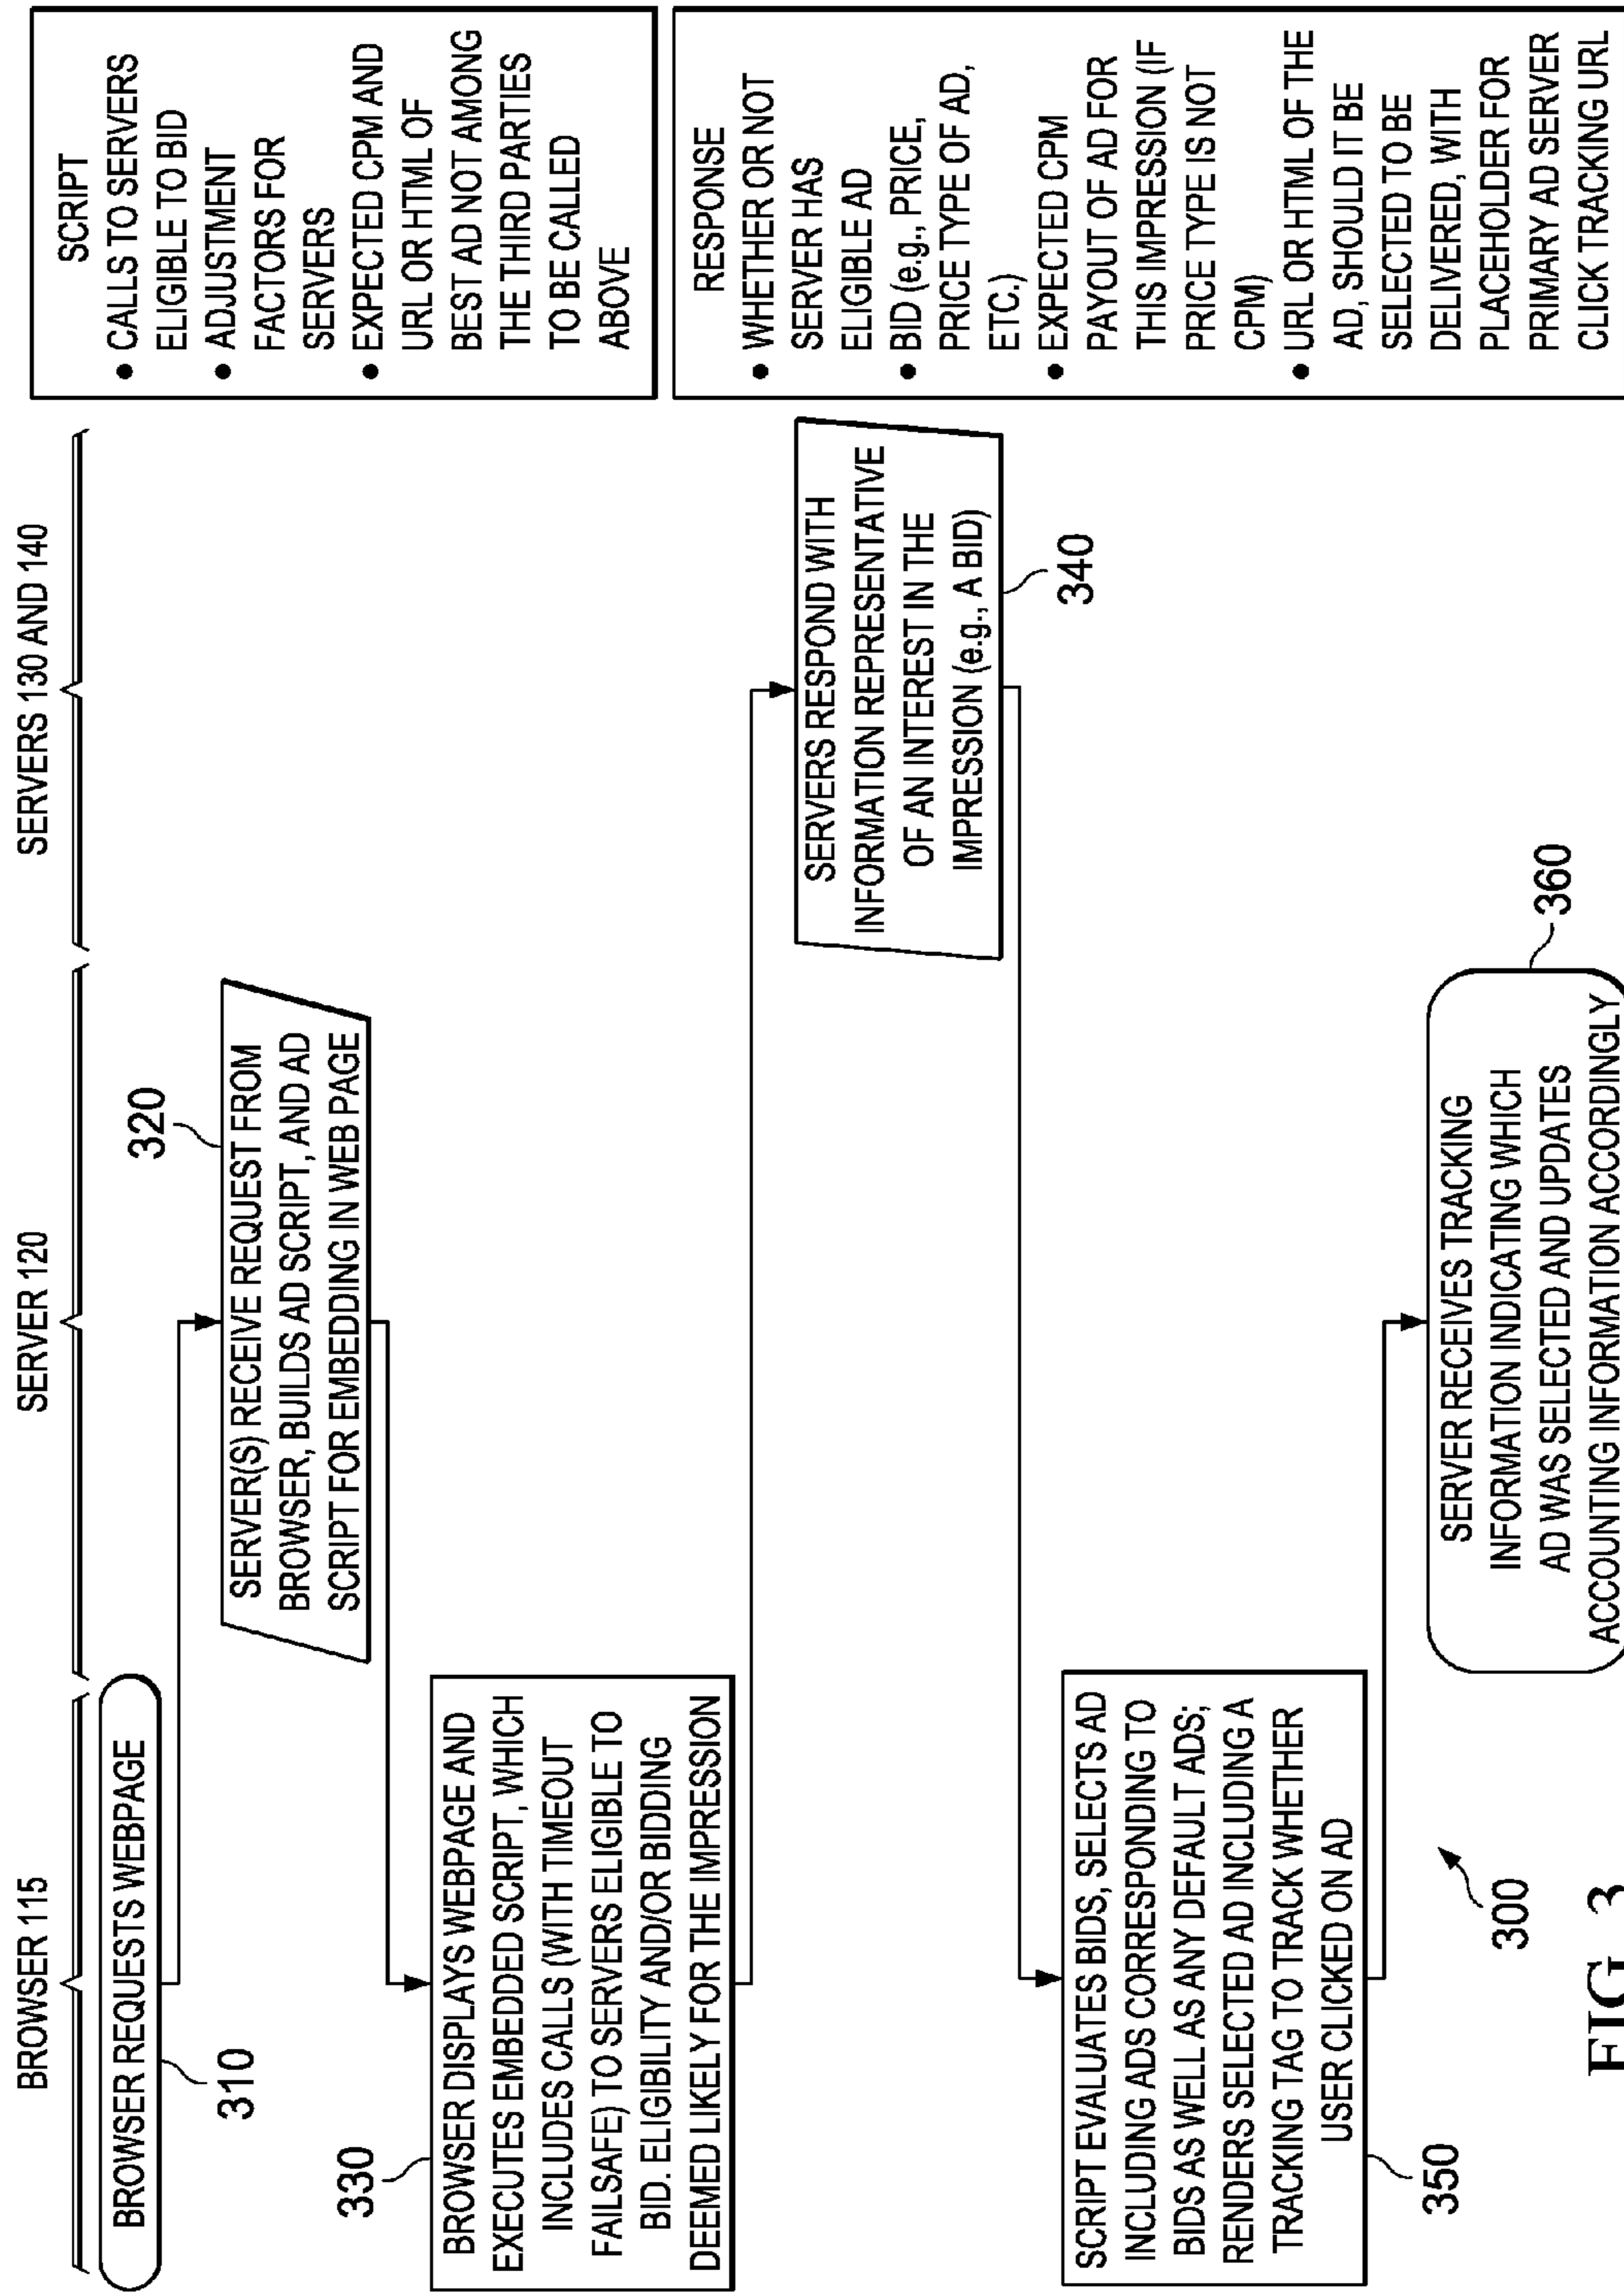 BROWSER 115
SERVER 120
SERVERS 130 AND 140
BROWSER REQUESTS WEBPAGE
310
320
SERVER(S) RECEIVE REQUEST FROM
BROWSER, BUILDS AD SCRIPT, AND AD
SCRIPT FOR EMBEDDING IN WEB PAGE
330
BROWSER DISPLAYS WEBPAGE AND
EXECUTES EMBEDDED SCRIPT, WHICH
INCLUDES CALLS (WITH TIMEOUT
FAILSAFE) TO SERVERS ELIGIBLE TO
BID. ELIGIBILITY AND/OR BIDDING
DEEMED LIKELY FOR THE IMPRESSION
SERVERS RESPOND WITH
INFORMATION REPRESENTATIVE
OF AN INTEREST IN THE
IMPRESSION (e.g., A BID)
340
SCRIPT EVALUATES BIDS, SELECTS AD
INCLUDING ADS CORRESPONDING TO
BIDS AS WELL AS ANY DEFAULT ADS;
RENDERS SELECTED AD INCLUDING A
TRACKING TAG TO TRACK WHETHER
USER CLICKED ON AD
350
SERVER RECEIVES TRACKING
INFORMATION INDICATING WHICH
AD WAS SELECTED AND UPDATES
ACCOUNTING INFORMATION ACCORDINGLY
360
300
FIG. 3
SCRIPT
• CALLS TO SERVERS
ELIGIBLE TO BID
• ADJUSTMENT
FACTORS FOR
SERVERS
• EXPECTED CPM AND
URL OR HTML OF
BEST AD NOT AMONG
THE THIRD PARTIES
TO BE CALLED
ABOVE
RESPONSE
• WHETHER OR NOT
SERVER HAS
ELIGIBLE AD
• BID (e.g., PRICE,
PRICE TYPE OF AD,
ETC.)
• EXPECTED CPM
PAYOUT OF AD FOR
THIS IMPRESSION (IF
PRICE TYPE IS NOT
CPM)
• URL OR HTML OF THE
AD, SHOULD IT BE
SELECTED TO BE
DELIVERED, WITH
PLACEHOLDER FOR
PRIMARY AD SERVER
CLICK TRACKING URL